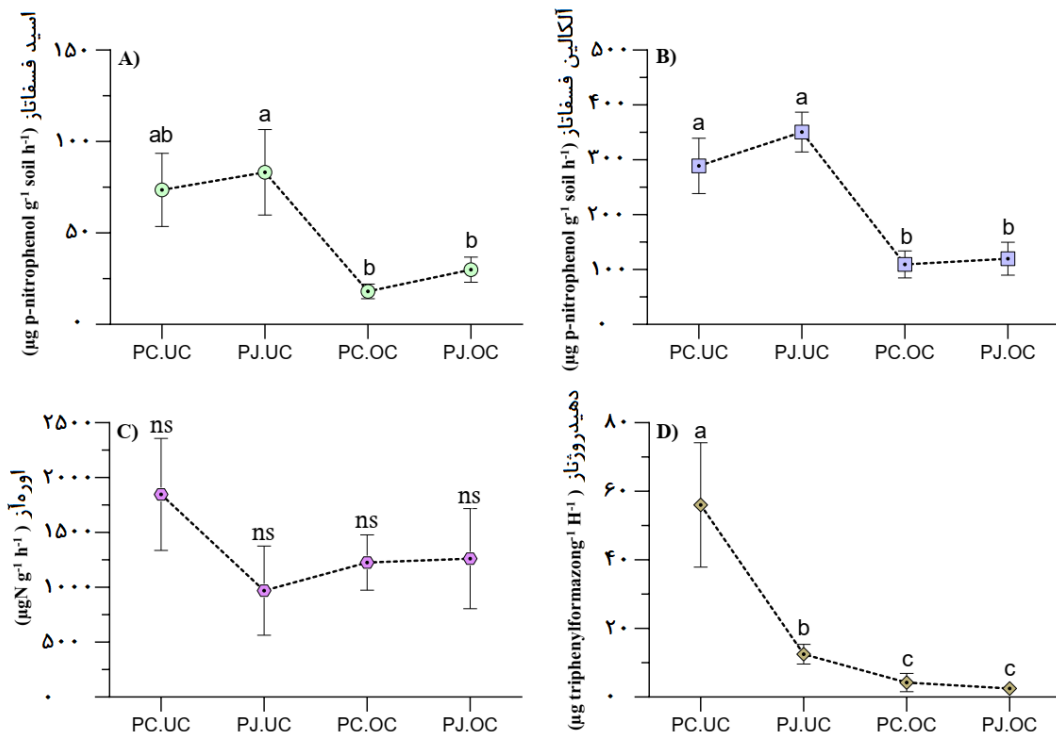 A)
اسید فسفاتاز
(µg p-nitrophenol g⁻¹ soil h⁻¹)
۱۵۰
۱۰۰
۵۰
۰
ab
a
b
b
PC.UC PJ.UC PC.OC PJ.OC
B)
آلکالین فسفاتاز
(µg p-nitrophenol g⁻¹ soil h⁻¹)
۵۰۰
۴۰۰
۳۰۰
۲۰۰
۱۰۰
۰
a
a
b
b
PC.UC PJ.UC PC.OC PJ.OC
C)
اوره‌آز
(µgN g⁻¹ h⁻¹)
۲۵۰۰
۲۰۰۰
۱۵۰۰
۱۰۰۰
۵۰۰
۰
ns
ns
ns
ns
PC.UC PJ.UC PC.OC PJ.OC
D)
دهیدروژناز
(µg triphenylformazong⁻¹ H⁻¹)
۸۰
۶۰
۴۰
۲۰
۰
a
b
c
c
PC.UC PJ.UC PC.OC PJ.OC